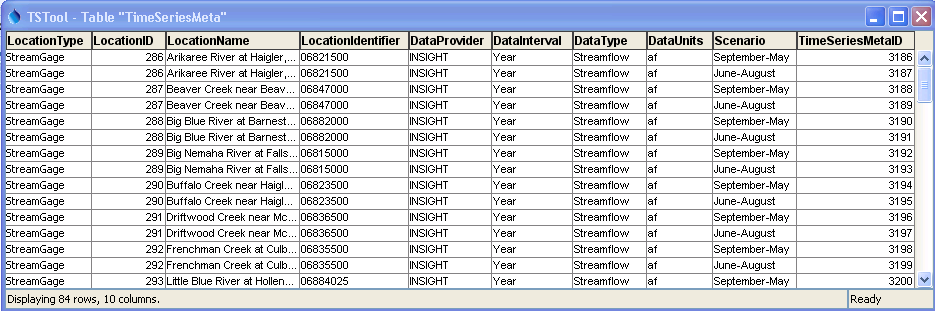 TSTool - Table "TimeSeriesMeta"
LocationType LocationID LocationName LocationIdentifier DataProvider DataInterval DataType DataUnits Scenario TimeSeriesMetaID
StreamGage 286 Arikaree River at Haigler,... 06821500 INSIGHT Year Streamflow af September-May 3186
StreamGage 286 Arikaree River at Haigler,... 06821500 INSIGHT Year Streamflow af June-August 3187
StreamGage 287 Beaver Creek near Beav... 06847000 INSIGHT Year Streamflow af September-May 3188
StreamGage 287 Beaver Creek near Beav... 06847000 INSIGHT Year Streamflow af June-August 3189
StreamGage 288 Big Blue River at Barnest... 06882000 INSIGHT Year Streamflow af September-May 3190
StreamGage 288 Big Blue River at Barnest... 06882000 INSIGHT Year Streamflow af June-August 3191
StreamGage 289 Big Nemaha River at Falls... 06815000 INSIGHT Year Streamflow af September-May 3192
StreamGage 289 Big Nemaha River at Falls... 06815000 INSIGHT Year Streamflow af June-August 3193
StreamGage 290 Buffalo Creek near Haigl... 06823500 INSIGHT Year Streamflow af September-May 3194
StreamGage 290 Buffalo Creek near Haigl... 06823500 INSIGHT Year Streamflow af June-August 3195
StreamGage 291 Driftwood Creek near Mc... 06836500 INSIGHT Year Streamflow af September-May 3196
StreamGage 291 Driftwood Creek near Mc... 06836500 INSIGHT Year Streamflow af June-August 3197
StreamGage 292 Frenchman Creek at Culb... 06835500 INSIGHT Year Streamflow af September-May 3198
StreamGage 292 Frenchman Creek at Culb... 06835500 INSIGHT Year Streamflow af June-August 3199
StreamGage 293 Little Blue River at Hollen... 06884025 INSIGHT Year Streamflow af September-May 3200
Displaying 84 rows, 10 columns. Ready